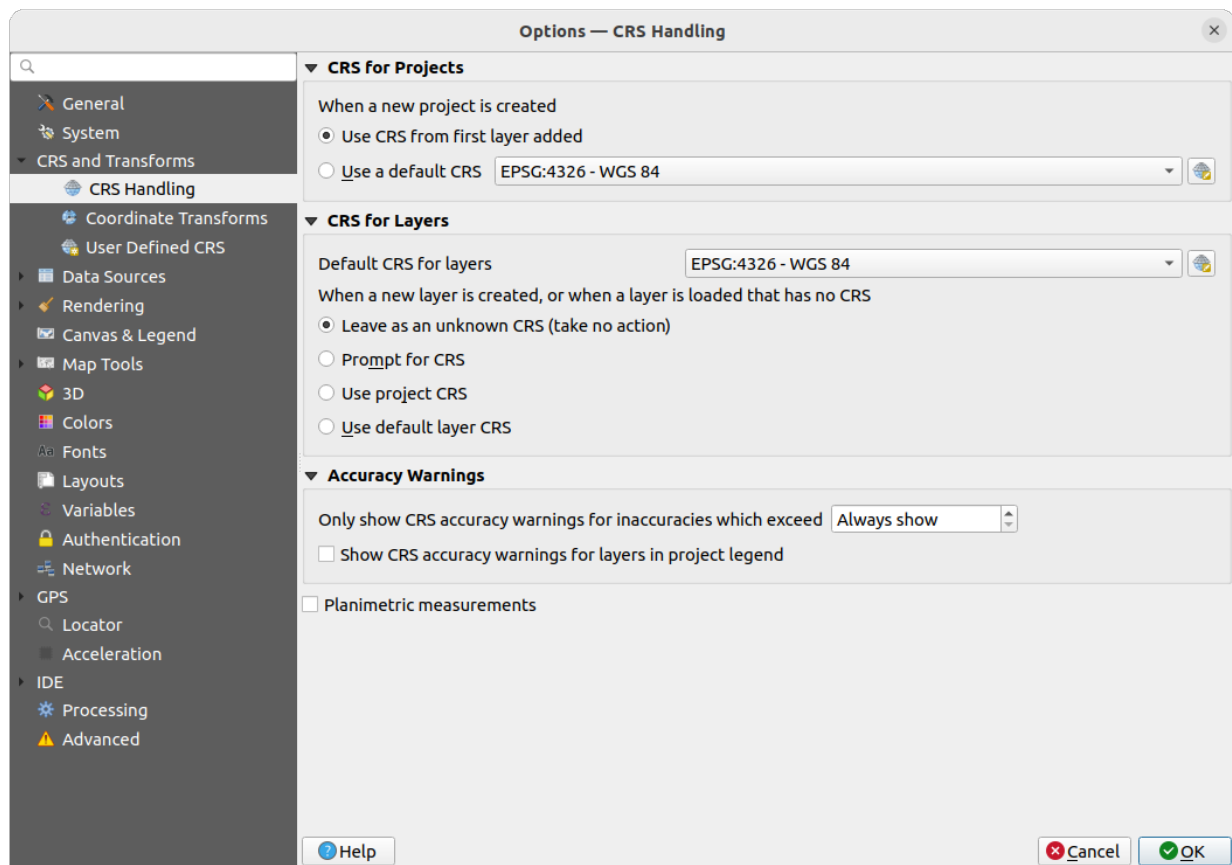 Options — CRS Handling
General
System
CRS and Transforms
CRS Handling
Coordinate Transforms
User Defined CRS
Data Sources
Rendering
Canvas & Legend
Map Tools
3D
Colors
Fonts
Layouts
Variables
Authentication
Network
GPS
Locator
Acceleration
IDE
Processing
Advanced
CRS for Projects
When a new project is created
Use CRS from first layer added
Use a default CRS EPSG:4326 - WGS 84
CRS for Layers
Default CRS for layers EPSG:4326 - WGS 84
When a new layer is created, or when a layer is loaded that has no CRS
Leave as an unknown CRS (take no action)
Prompt for CRS
Use project CRS
Use default layer CRS
Accuracy Warnings
Only show CRS accuracy warnings for inaccuracies which exceed Always show
Show CRS accuracy warnings for layers in project legend
Planimetric measurements
Help Cancel OK